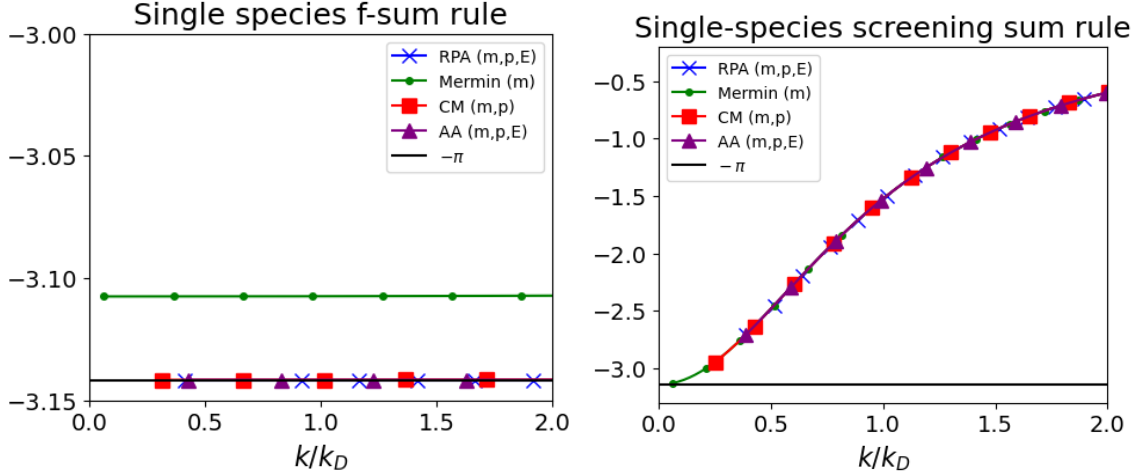 Single species f-sum rule
−3.00
−3.05
−3.10
−3.15
RPA (m,p,E)
Mermin (m)
CM (m,p)
AA (m,p,E)
−π
0.0 0.5 1.0 1.5 2.0
k/k_D
Single-species screening sum rule
−0.5
−1.0
−1.5
−2.0
−2.5
−3.0
RPA (m,p,E)
Mermin (m)
CM (m,p)
AA (m,p,E)
−π
0.0 0.5 1.0 1.5 2.0
k/k_D